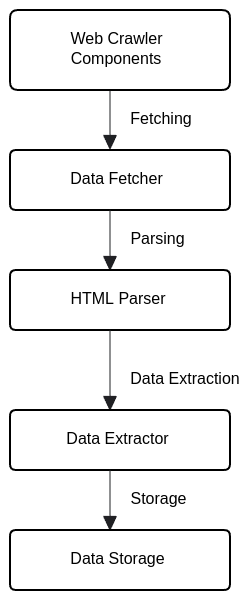 Web Crawler
Components
Fetching
Data Fetcher
Parsing
HTML Parser
Data Extraction
Data Extractor
Storage
Data Storage